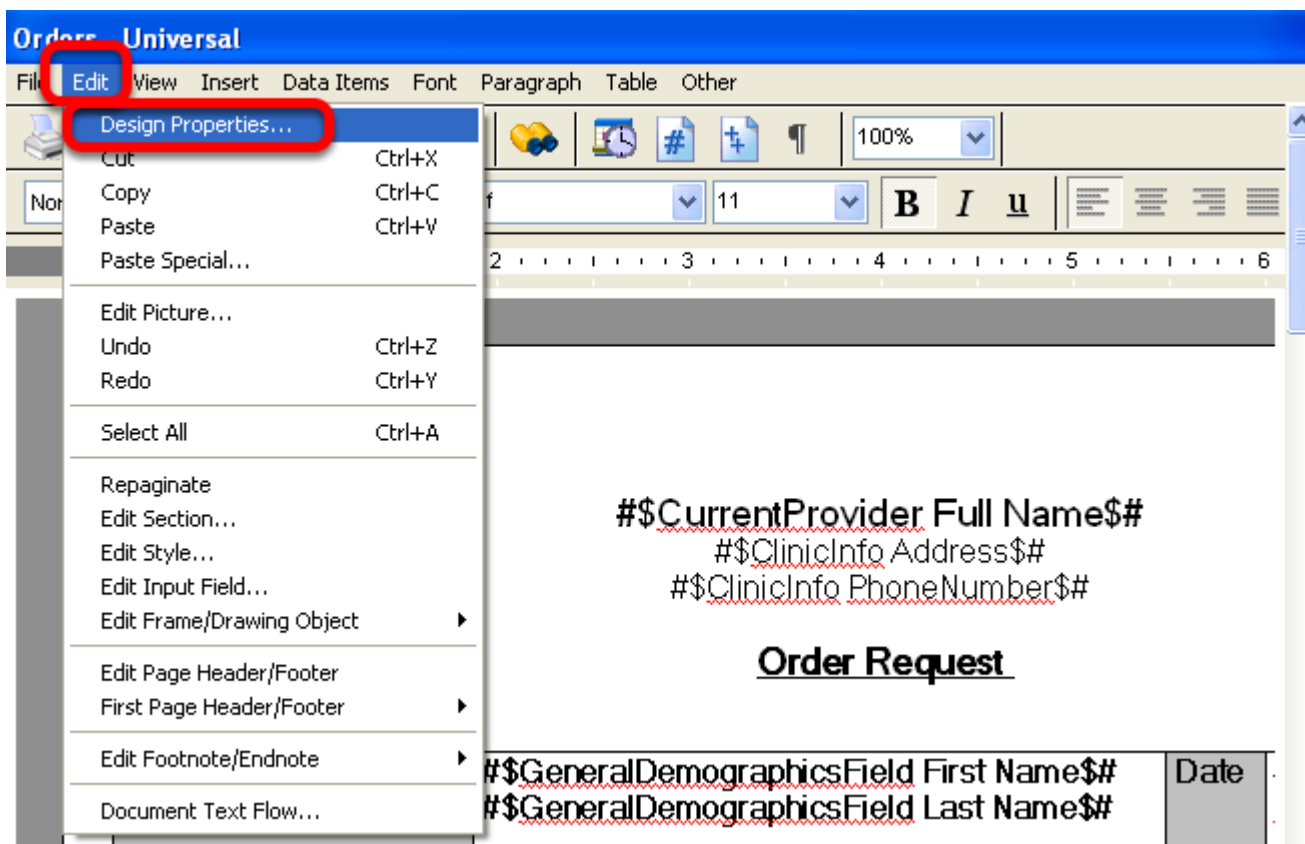 Orders Universal
File Edit View Insert Data Items Font Paragraph Table Other
Design Properties...
100%
Cut Ctrl+X
Copy Ctrl+C
11 B I u
Paste Ctrl+V
Paste Special...
2 3 4 5 6
Edit Picture...
Undo Ctrl+Z
Redo Ctrl+Y
Select All Ctrl+A
Repaginate
Edit Section...
Edit Style...
Edit Input Field...
Edit Frame/Drawing Object
Edit Page Header/Footer
First Page Header/Footer
Edit Footnote/Endnote
Document Text Flow...
#$CurrentProvider Full Name$#
#$ClinicInfo Address$#
#$ClinicInfo PhoneNumber$#
Order Request
#$GeneralDemographicsField First Name$# Date
#$GeneralDemographicsField Last Name$#